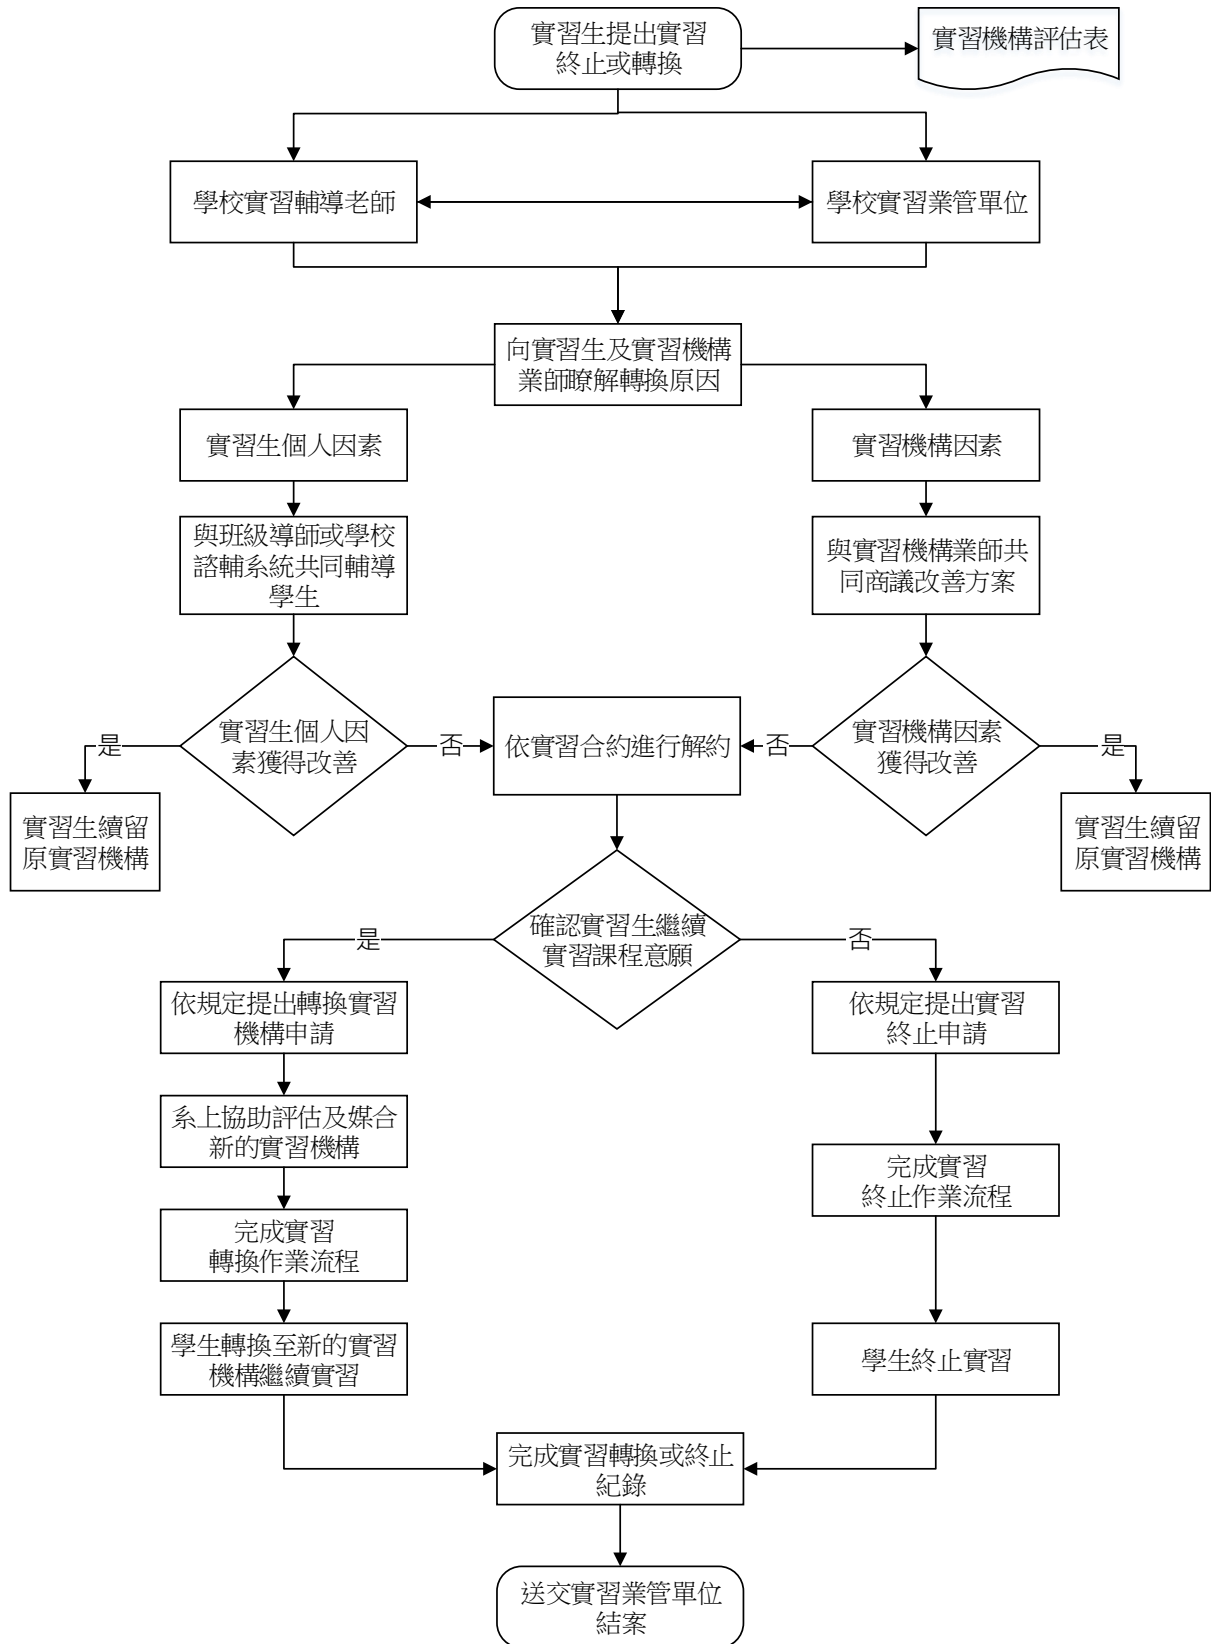 實習生提出實習
終止或轉換
實習機構評估表
學校實習輔導老師
學校實習業管單位
向實習生及實習機構
業師瞭解轉換原因
實習生個人因素
實習機構因素
與班級導師或學校
諮輔系統共同輔導
學生
與實習機構業師共
同商議改善方案
是
實習生個人因
素獲得改善
否
依實習合約進行解約
否
實習機構因素
獲得改善
是
實習生續留
原實習機構
實習生續留
原實習機構
是
確認實習生繼續
實習課程意願
否
依規定提出轉換實習
機構申請
依規定提出實習
終止申請
系上協助評估及媒合
新的實習機構
完成實習
終止作業流程
完成實習
轉換作業流程
學生轉換至新的實習
機構繼續實習
學生終止實習
完成實習轉換或終止
紀錄
送交實習業管單位
結案